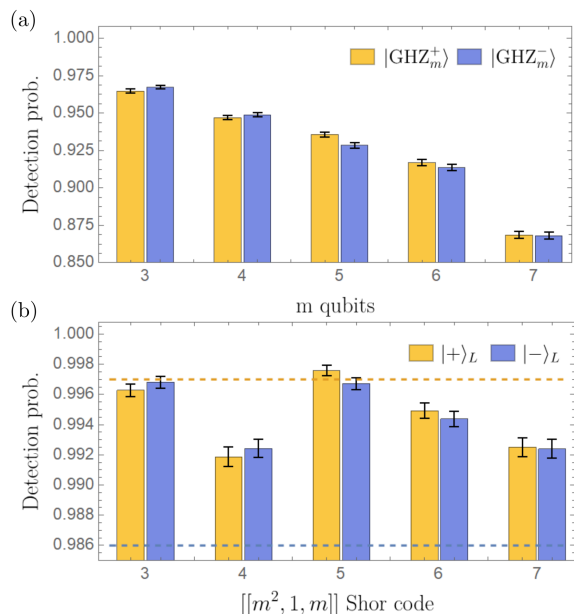 (a)
|GHZ⁺ₘ⟩ |GHZ⁻ₘ⟩
Detection prob.
1.000
0.975
0.950
0.925
0.900
0.875
0.850
3 4 5 6 7
m qubits
(b)
|+⟩_L |−⟩_L
Detection prob.
1.000
0.998
0.996
0.994
0.992
0.990
0.988
0.986
3 4 5 6 7
[[m², 1, m]] Shor code